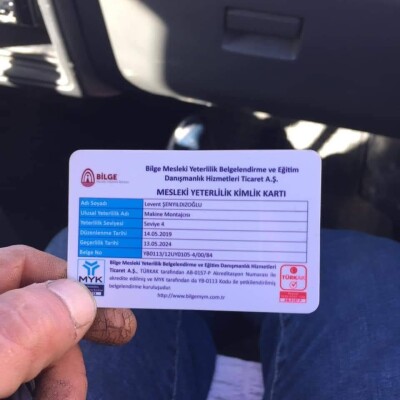 BİLGE
Bilge Mesleki Yeterlilik Belgelendirme ve Eğitim
Danışmanlık Hizmetleri Ticaret A.Ş.
MESLEKİ YETERLİLİK KİMLİK KARTI
Adı Soyadı Levent ŞENYILDIZOĞLU
Ulusal Yeterlilik Adı Makine Montajcısı
Yeterlilik Seviyesi Seviye 4
Düzenlenme Tarihi 14.05.2019
Geçerlilik Tarihi 13.05.2024
Belge No YB0113/12UY0105-4/00/84
Bilge Mesleki Yeterlilik Belgelendirme ve Eğitim Danışmanlık Hizmetleri
Ticaret A.Ş., TÜRKAK tarafından AB-0157-P Akreditasyon Numarası ile
akredite edilmiş ve MYK tarafından da YB-0113 Kodu ile yetkilendirilmiş
belgelendirme kuruluşudur
http://www.bilgemym.com.tr
MYK
TÜRKAK